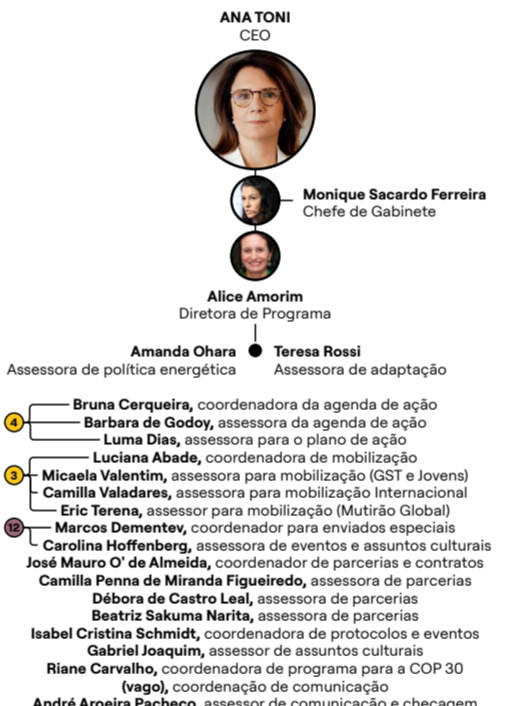 ANA TONI
CEO
Monique Sacardo Ferreira
Chefe de Gabinete
Alice Amorim
Diretora de Programa
Amanda Ohara
Assessora de política energética
Teresa Rossi
Assessora de adaptação
4
Bruna Cerqueira, coordenadora da agenda de ação
Barbara de Godoy, assessora da agenda de ação
Luma Dias, assessora para o plano de ação
3
Luciana Abade, coordenadora de mobilização
Micaela Valentim, assessora para mobilização (GST e Jovens)
Camilla Valadares, assessora para mobilização Internacional
Eric Terena, assessor para mobilização (Mutirão Global)
12
Marcos Dementev, coordenador para enviados especiais
Carolina Hoffenberg, assessora de eventos e assuntos culturais
José Mauro O' de Almeida, coordenador de parcerias e contratos
Camilla Penna de Miranda Figueiredo, assessora de parcerias
Débora de Castro Leal, assessora de parcerias
Beatriz Sakuma Narita, assessora de parcerias
Isabel Cristina Schmidt, coordenadora de protocolos e eventos
Gabriel Joaquim, assessor de assuntos culturais
Riane Carvalho, coordenadora de programa para a COP 30
(vago), coordenação de comunicação
André Aroeira Pacheco, assessor de comunicação e checagem